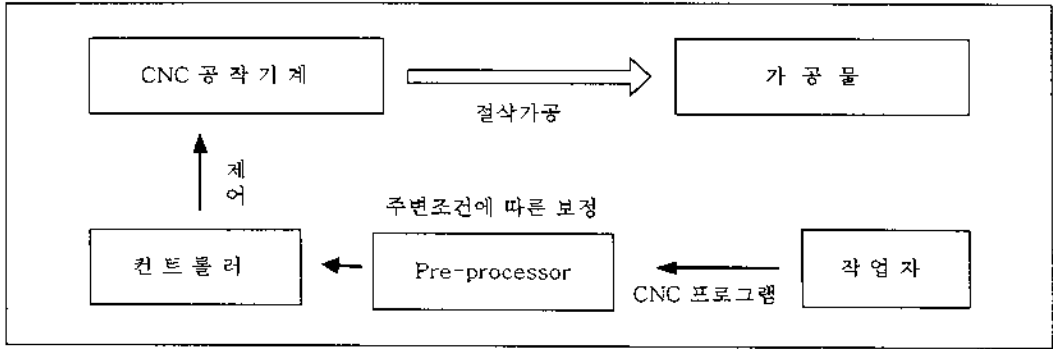 CNC 공 작 기 계
가 공 물
절삭가공
제
어
주변조건에 따른 보정
컨 트 롤 러
Pre-processor
작 업 자
CNC 프로그램